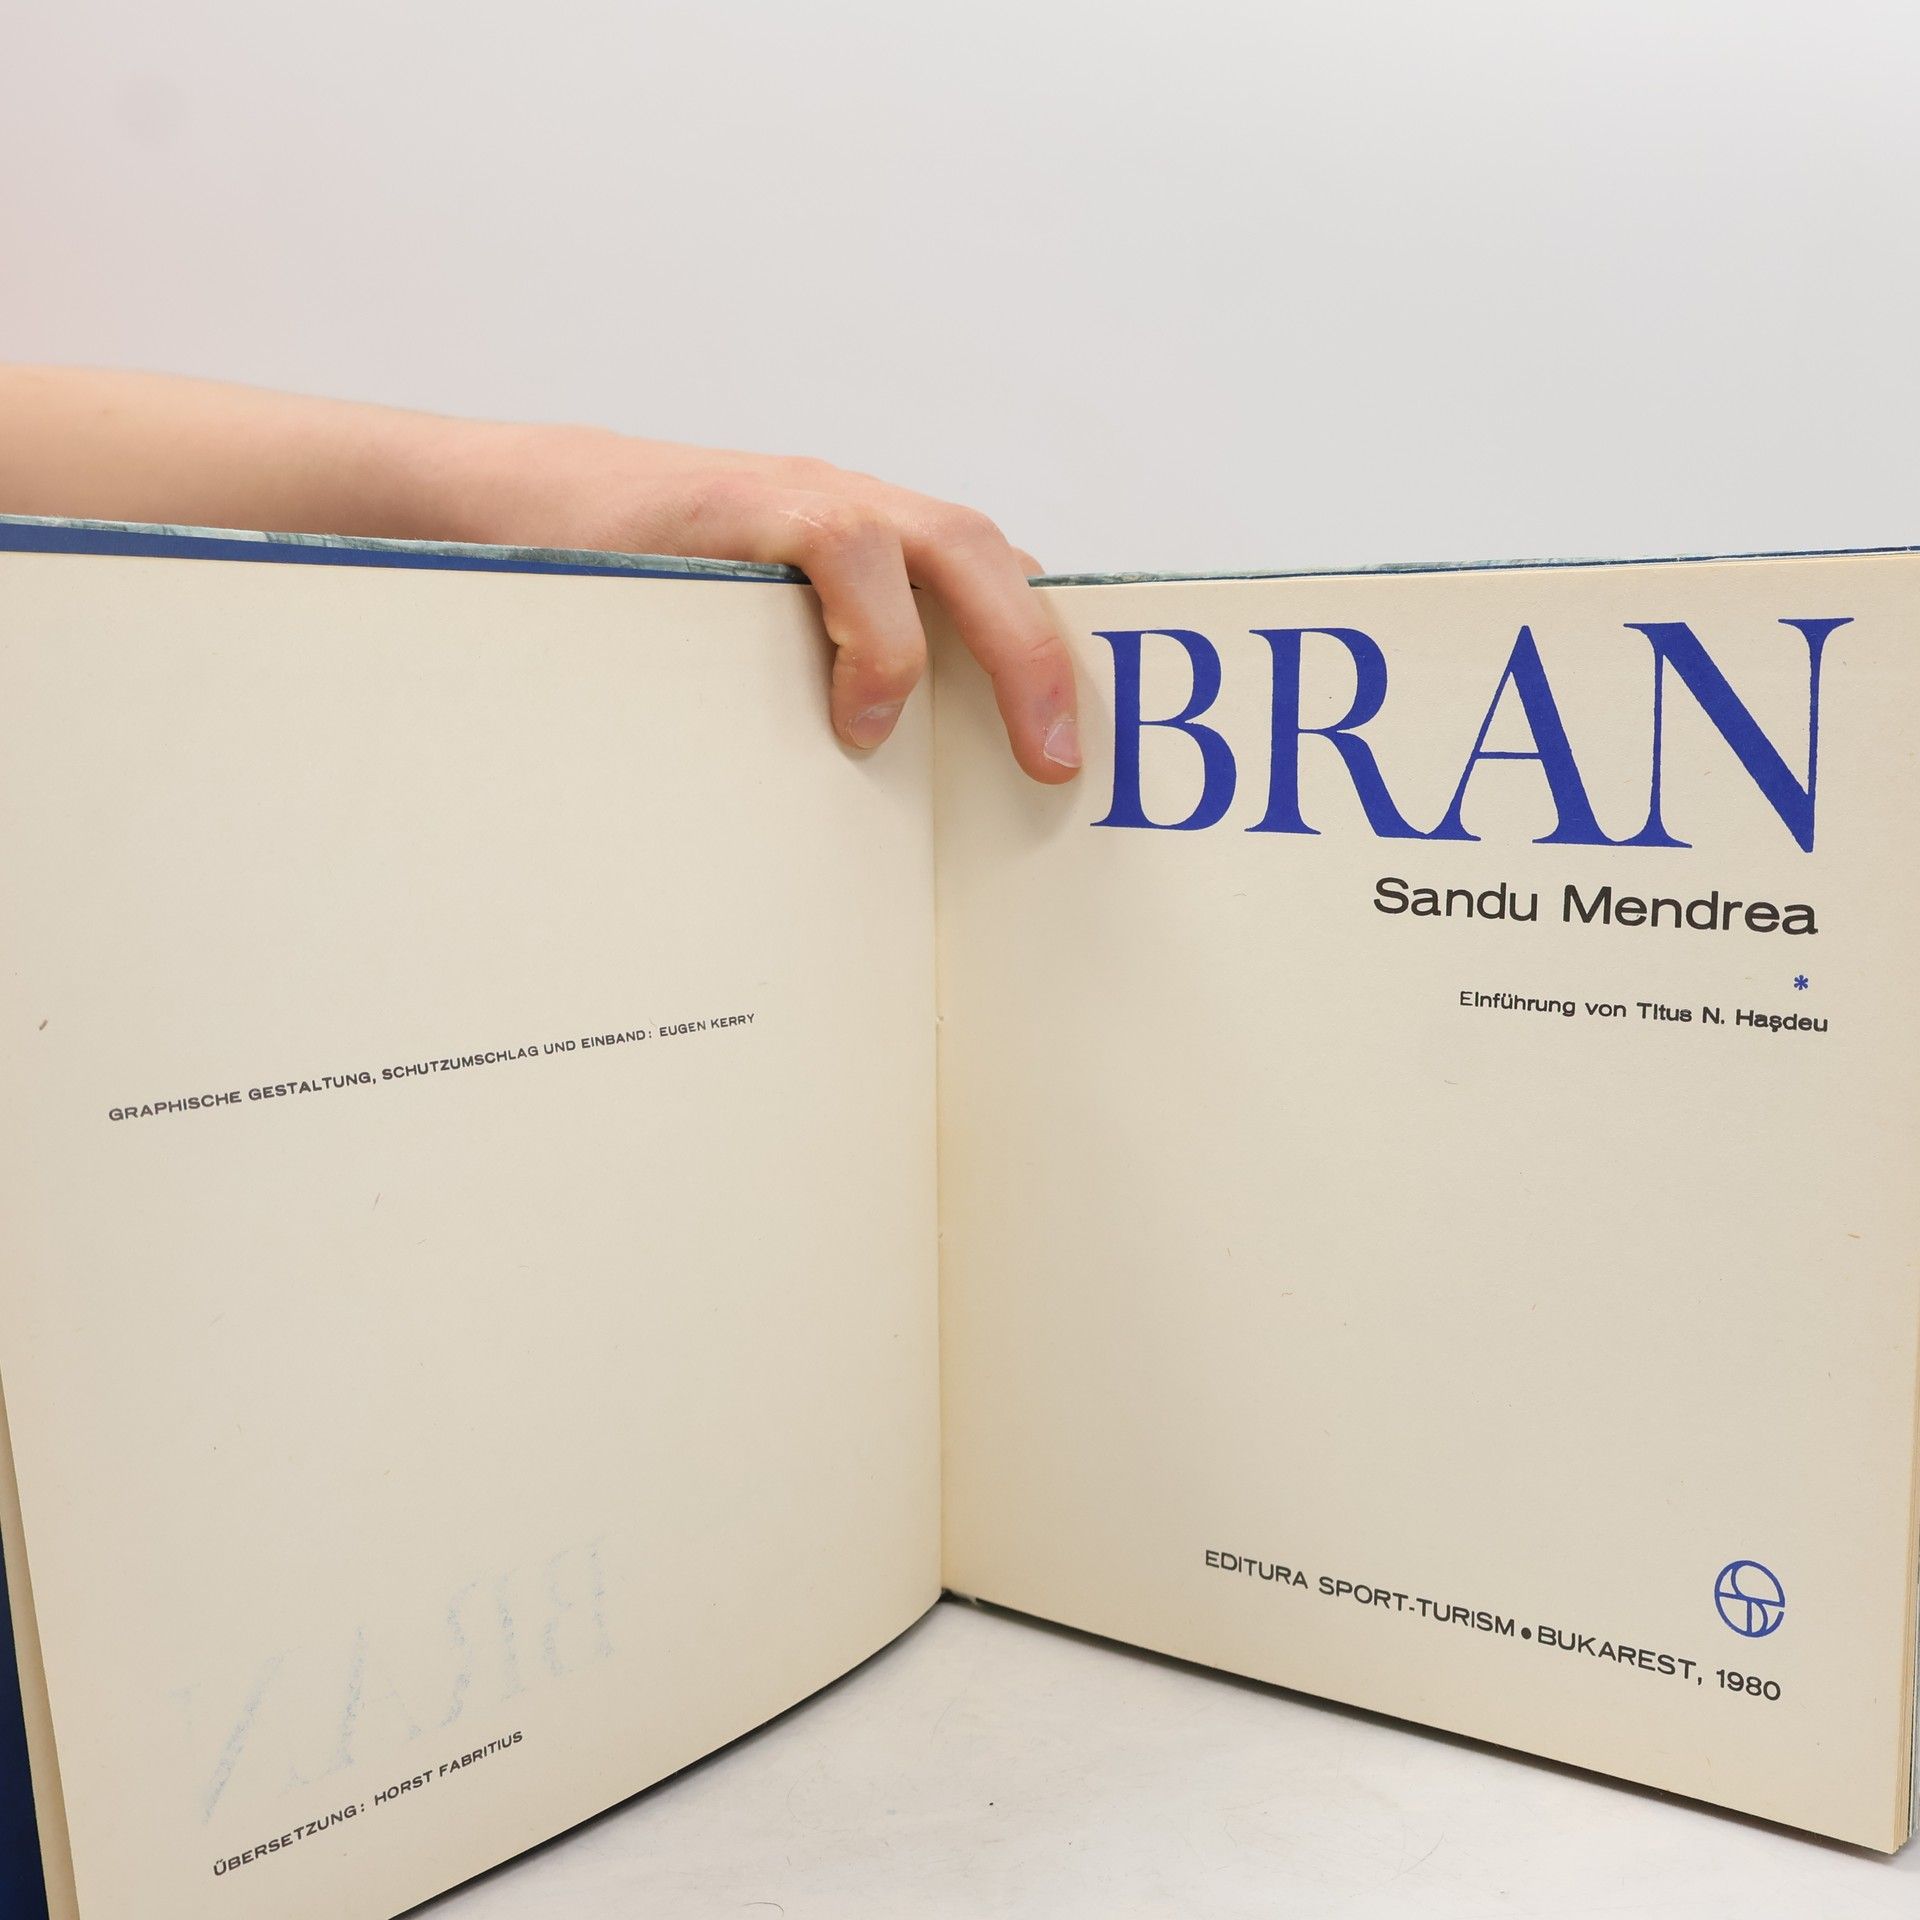 GRAPHISCHE GESTALTUNG, SCHUTZUMSCHLAG UND EINBAND: EUGEN KERRY
ÜBERSETZUNG: HORST FABRITIUS
BRAN
Sandu Mendrea
*
Einführung von Titus N. Haşdeu
EDITURA SPORT-TURISM • BUKAREST, 1980